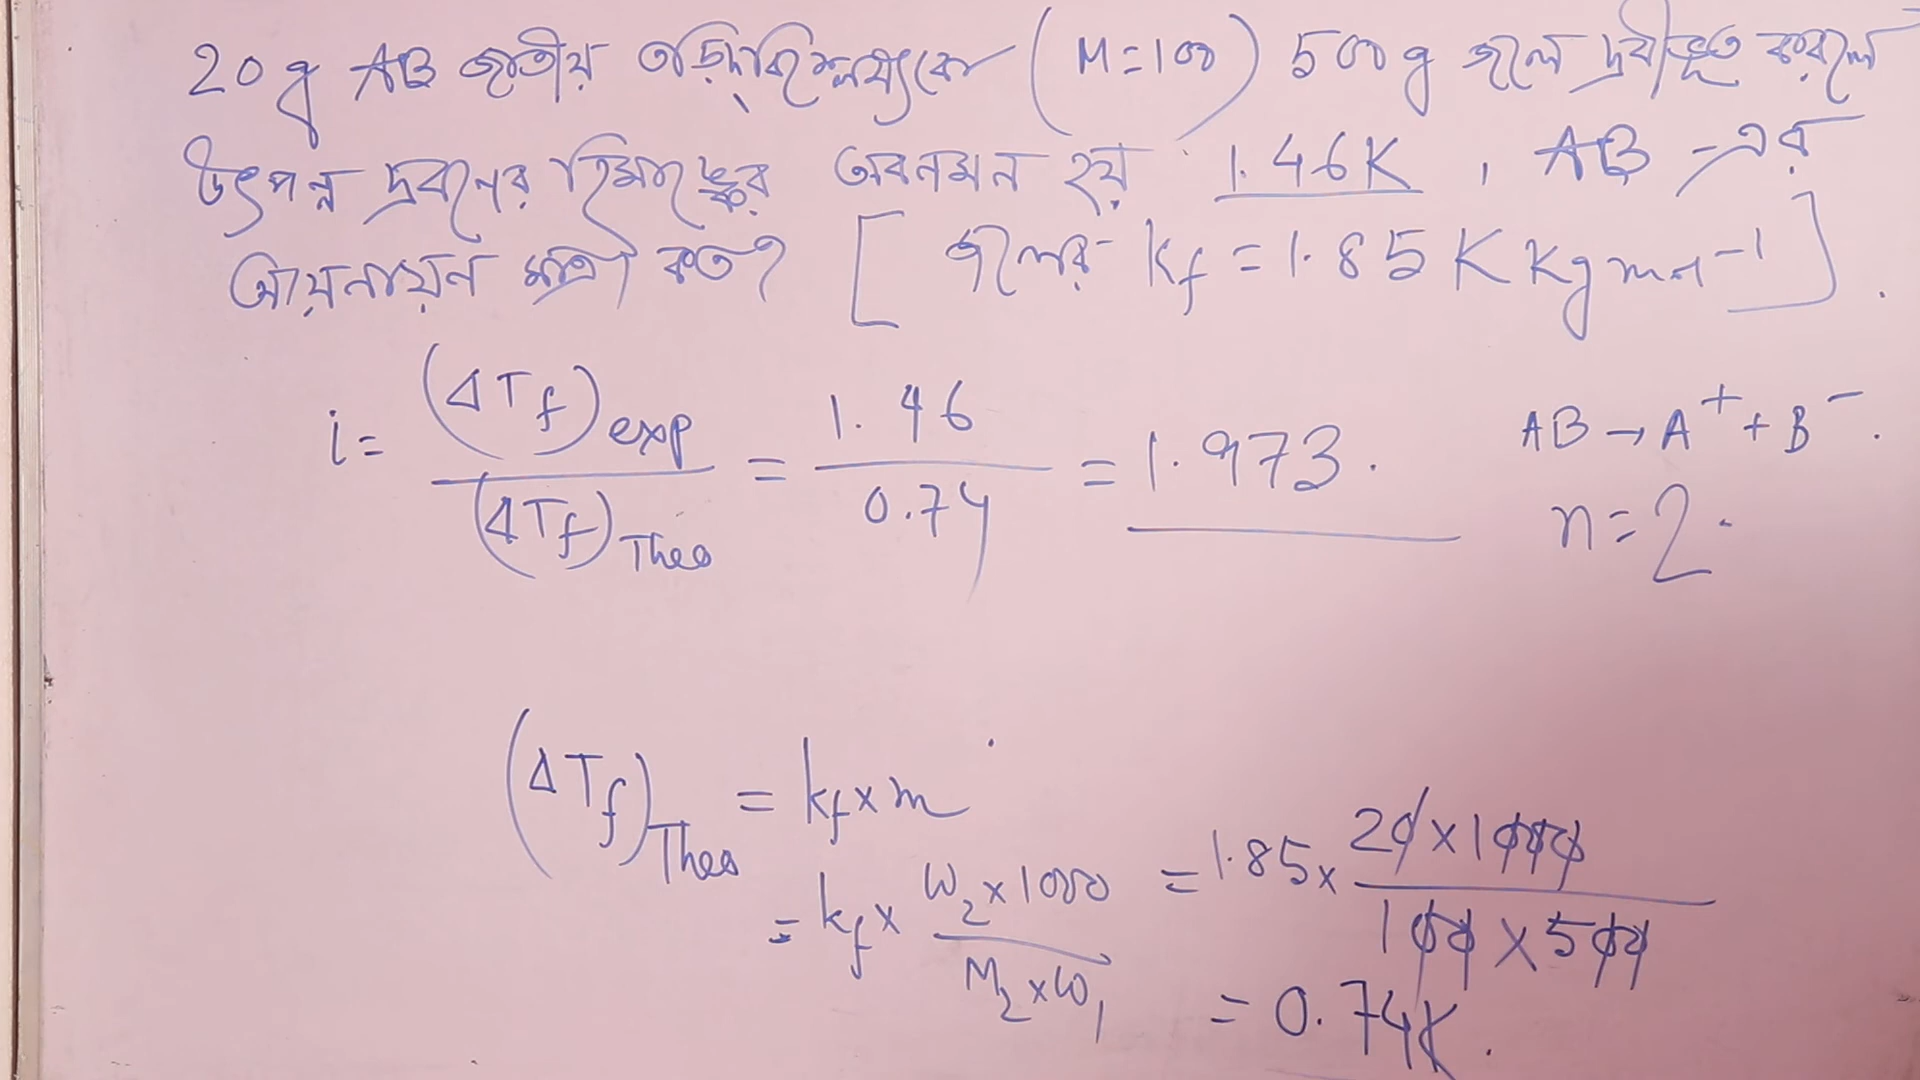 20 g AB জাতীয় তড়িৎবিশ্লেষ্যকে (M=100) 500 g জলে দ্রবীভূত করলে
উৎপন্ন দ্রবনের হিমাঙ্কের অবনমন হয় 1.46K , AB -এর
আয়নায়ন মাত্রা কত? [ জলের kf = 1.85 K Kg mol-1 ] .
i = (ΔTf)exp / (ΔTf)Theo = 1.46 / 0.74 = 1.973 .
AB → A+ + B- .
n = 2 .
(ΔTf)Theo = kf x m
= kf x W2 x 1000 / M2 x W1 = 1.85 x 20 x 1000 / 100 x 500
= 0.74K .